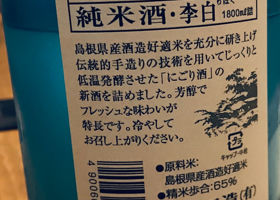 純米酒・李白
1800ml詰
島根県産酒造好適米を充分に研き上げ
伝統的手造りの技術を用いてじっくりと
低温発酵させた「にごり酒」の
新酒を詰めました。芳醇で
フレッシュな味わいが
特長です。冷やして
お召し上がりください。
キャップ・中栓
●原料米:
島根県産酒造好適米
●精米歩合:65%
4900